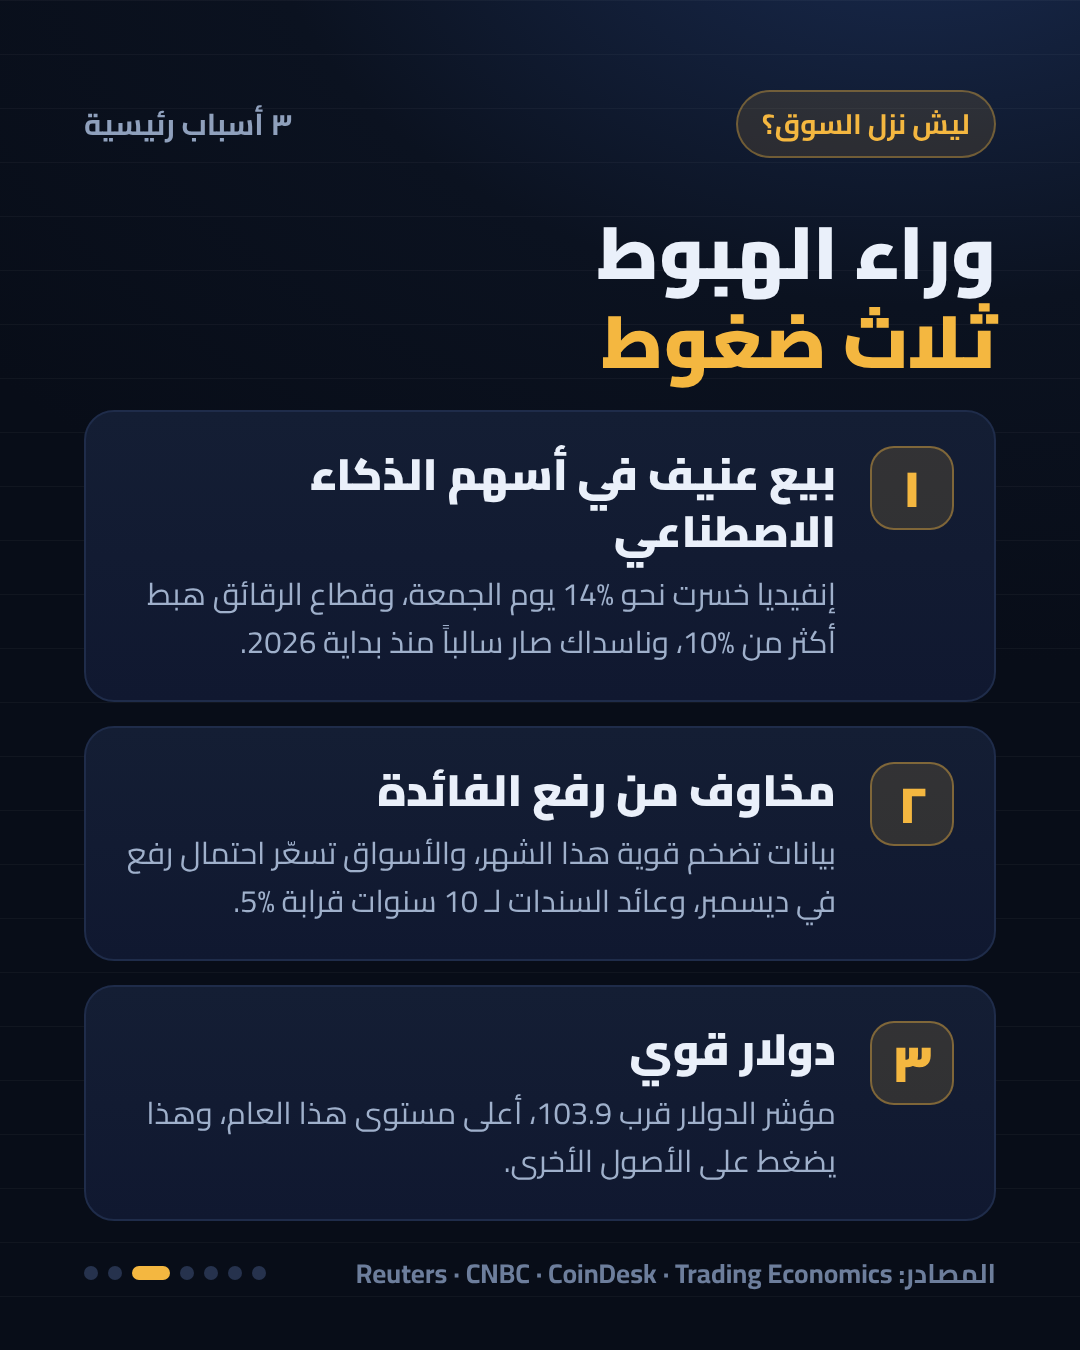 ليش نزل السوق؟
٣ أسباب رئيسية
وراء الهبوط
ثلاث ضغوط
١
بيع عنيف في أسهم الذكاء
الاصطناعي
إنفيديا خسرت نحو 14% يوم الجمعة، وقطاع الرقائق هبط
أكثر من 10%، وناسداك صار سالباً منذ بداية 2026.
٢
مخاوف من رفع الفائدة
بيانات تضخم قوية هذا الشهر، والأسواق تسعّر احتمال رفع
في ديسمبر، وعائد السندات لـ 10 سنوات قرابة 5%.
٣
دولار قوي
مؤشر الدولار قرب 103.9، أعلى مستوى هذا العام، وهذا
يضغط على الأصول الأخرى.
المصادر: Reuters · CNBC · CoinDesk · Trading Economics